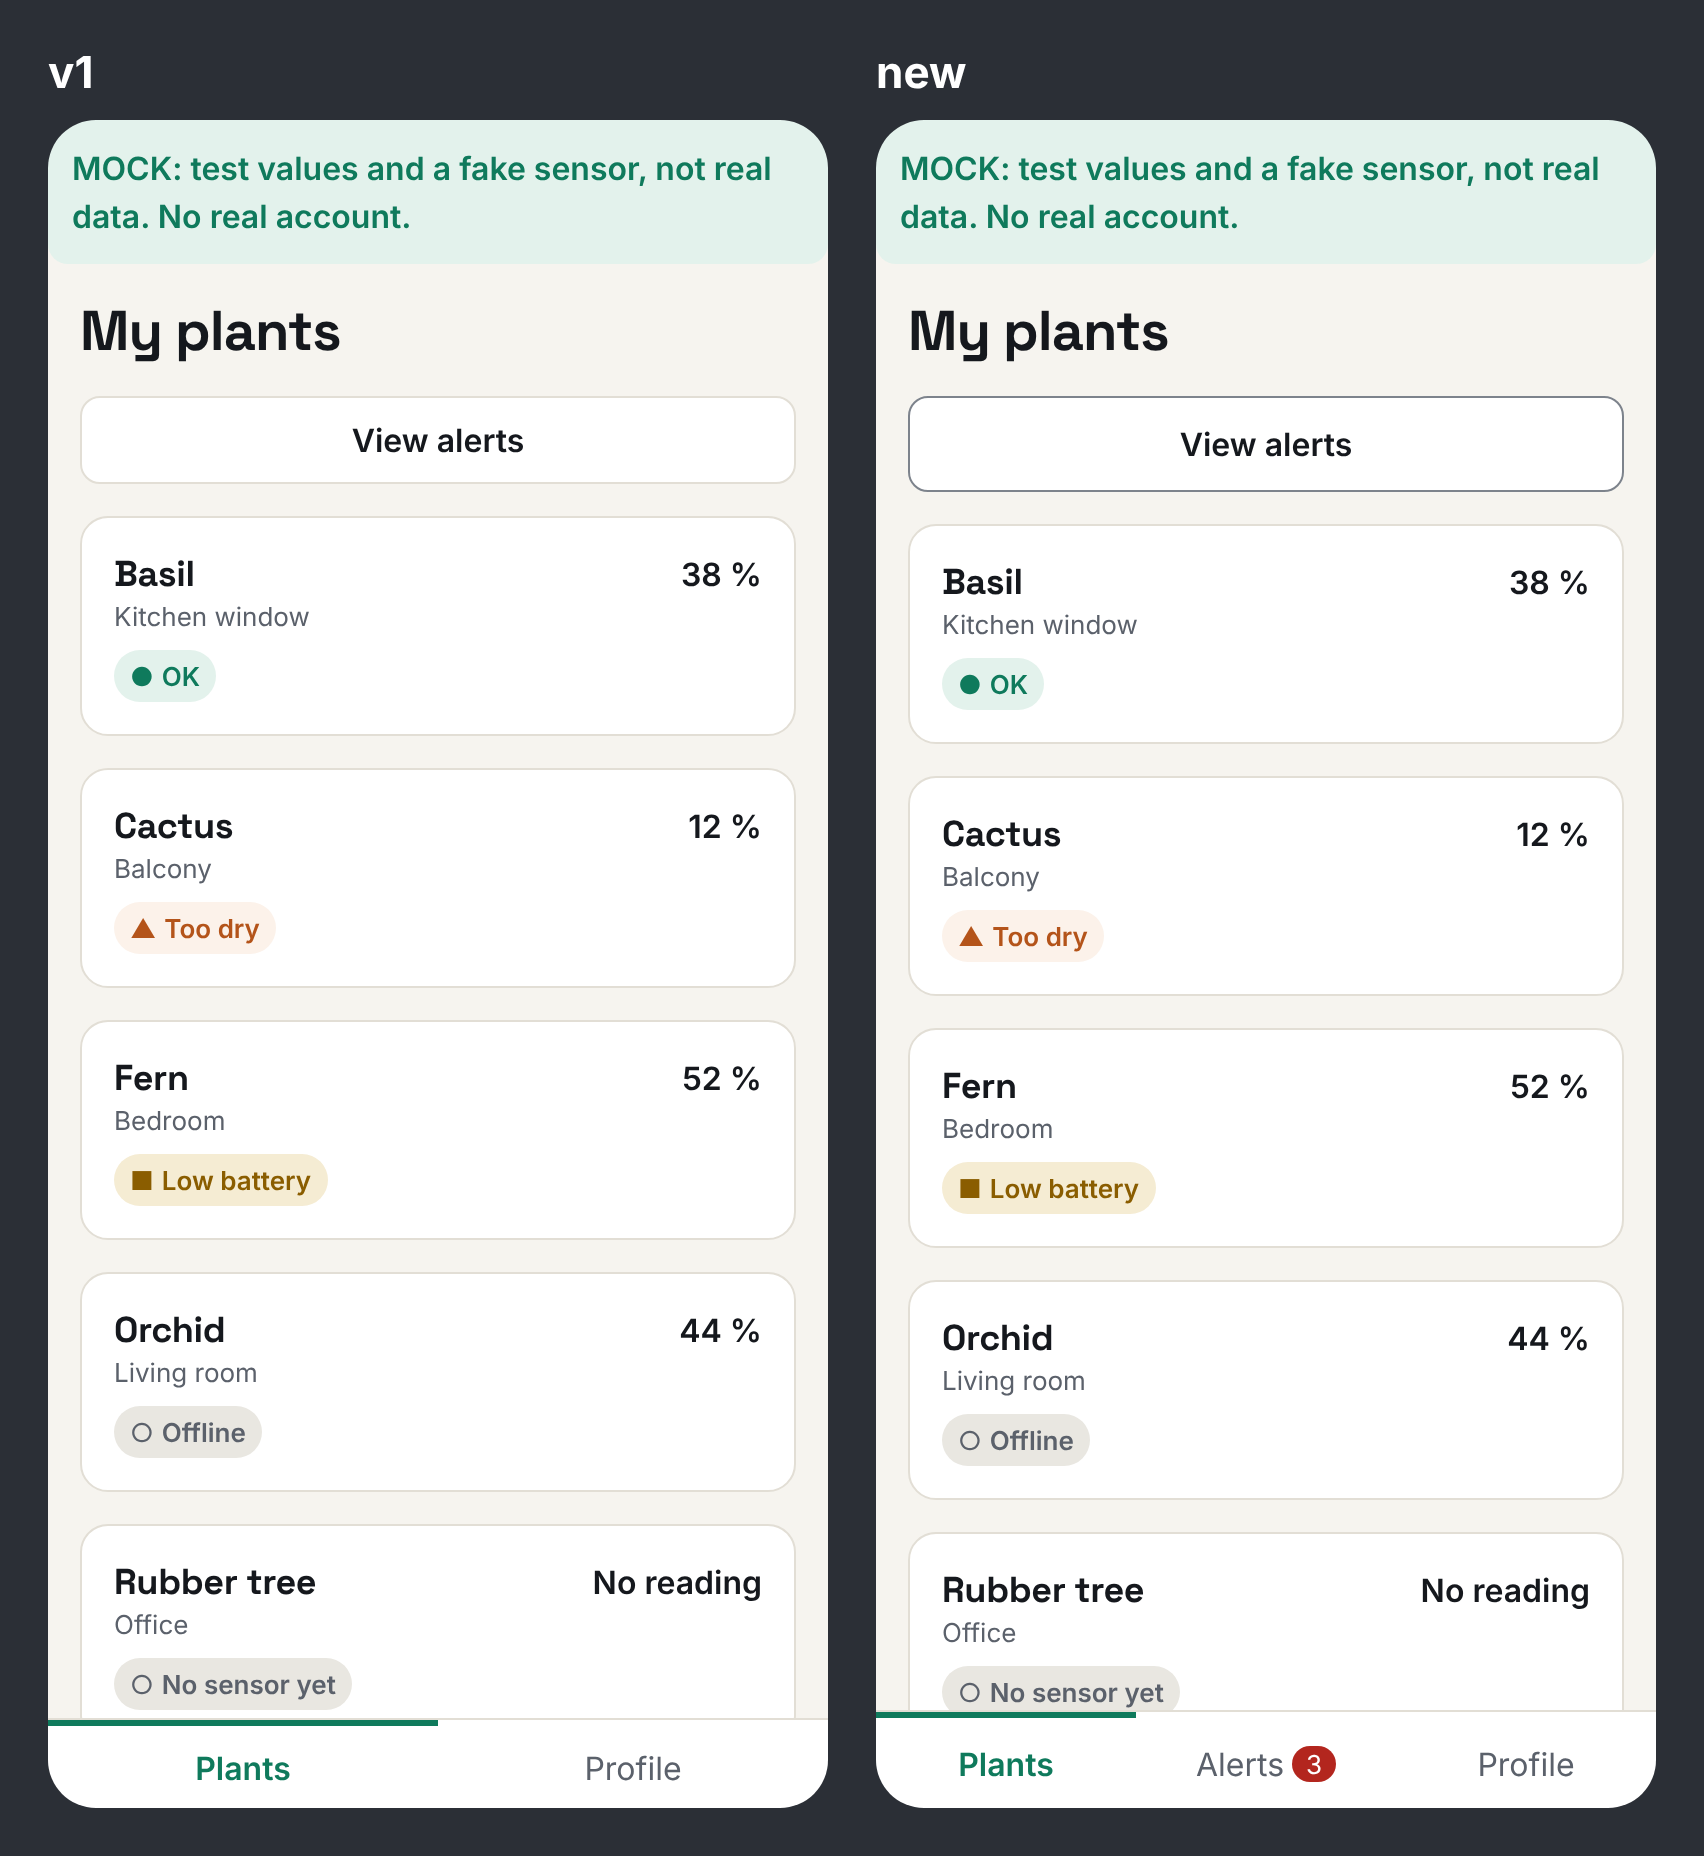 v1
MOCK: test values and a fake sensor, not real
data. No real account.
My plants
View alerts
Basil
38 %
Kitchen window
OK
Cactus
12 %
Balcony
Too dry
Fern
52 %
Bedroom
Low battery
Orchid
44 %
Living room
Offline
Rubber tree
No reading
Office
No sensor yet
Plants
Profile
new
MOCK: test values and a fake sensor, not real
data. No real account.
My plants
View alerts
Basil
38 %
Kitchen window
OK
Cactus
12 %
Balcony
Too dry
Fern
52 %
Bedroom
Low battery
Orchid
44 %
Living room
Offline
Rubber tree
No reading
Office
No sensor yet
Plants
Alerts 3
Profile